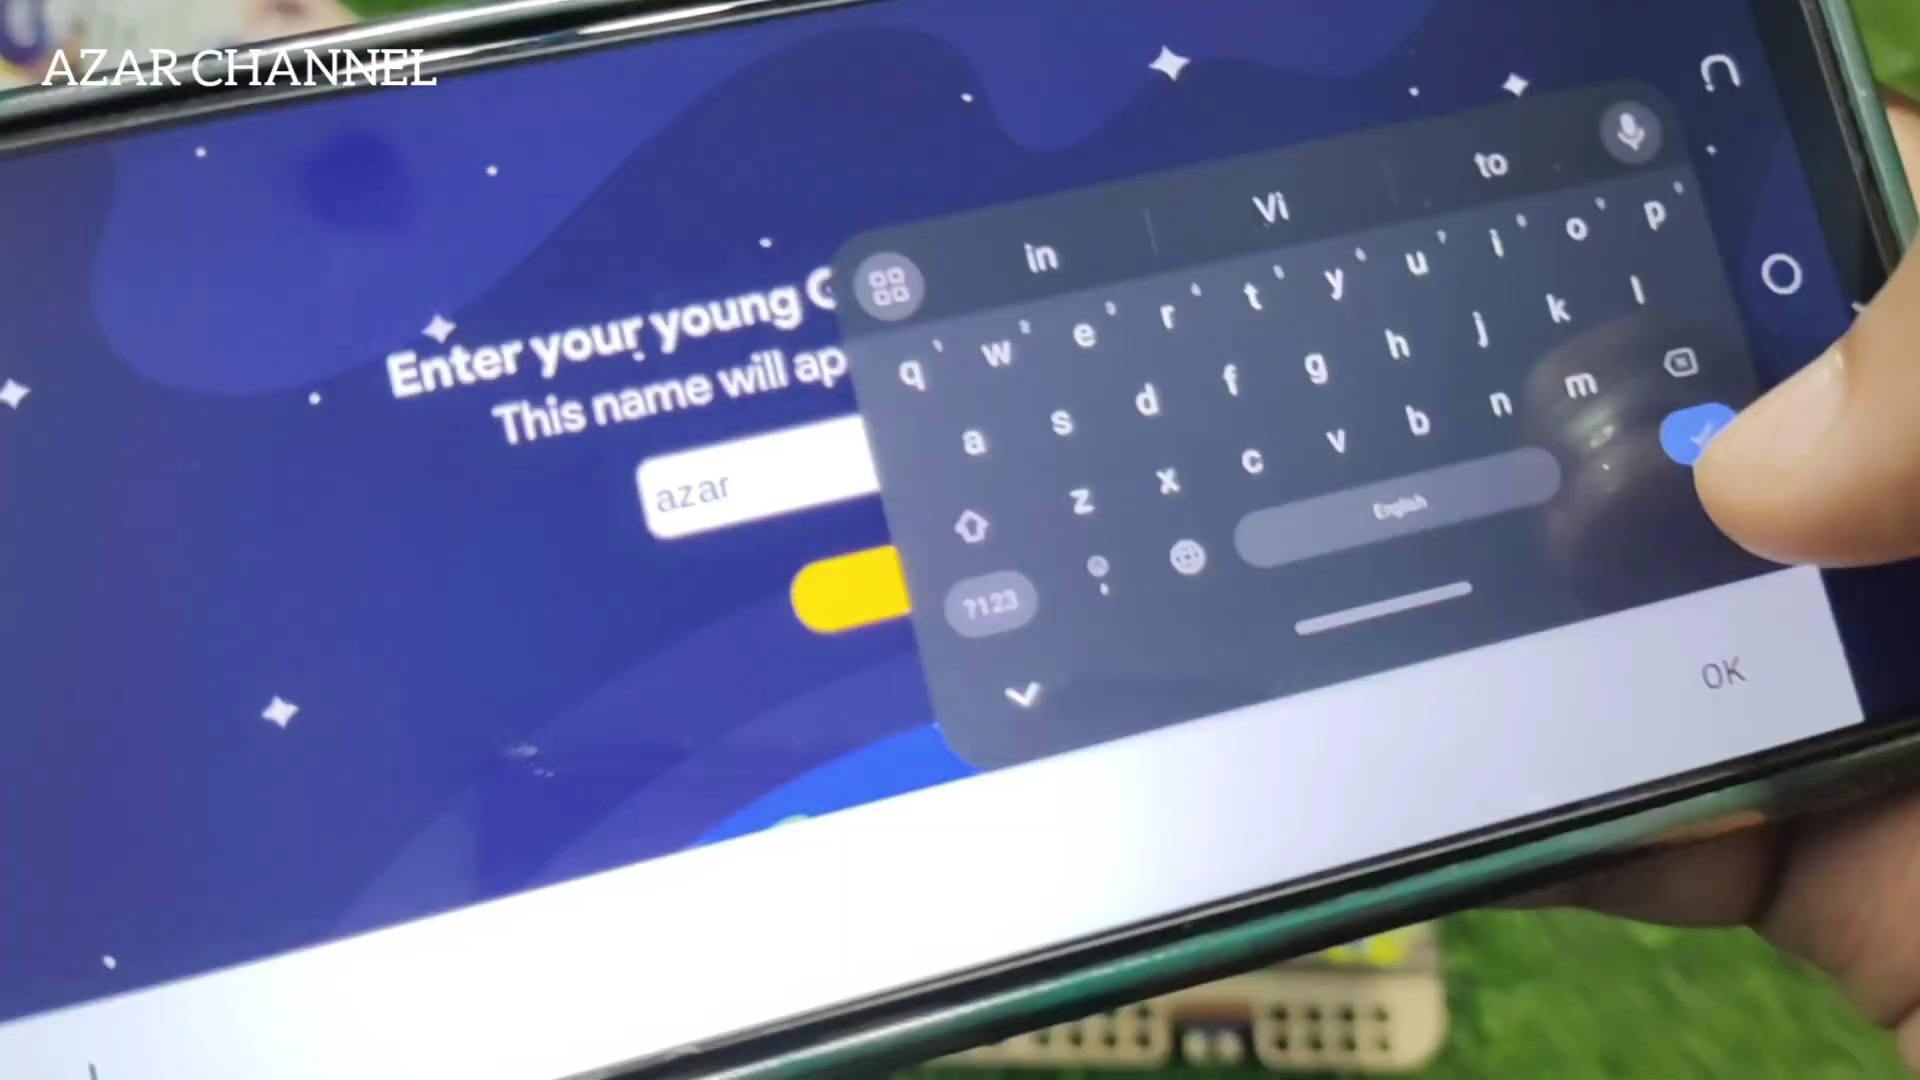 AZAR CHANNEL
Enter your young
This name will ap
azar
in Vi to
q w e r t y u i o p
a s d f g h j k l
z x c v b n m
?123 English
OK